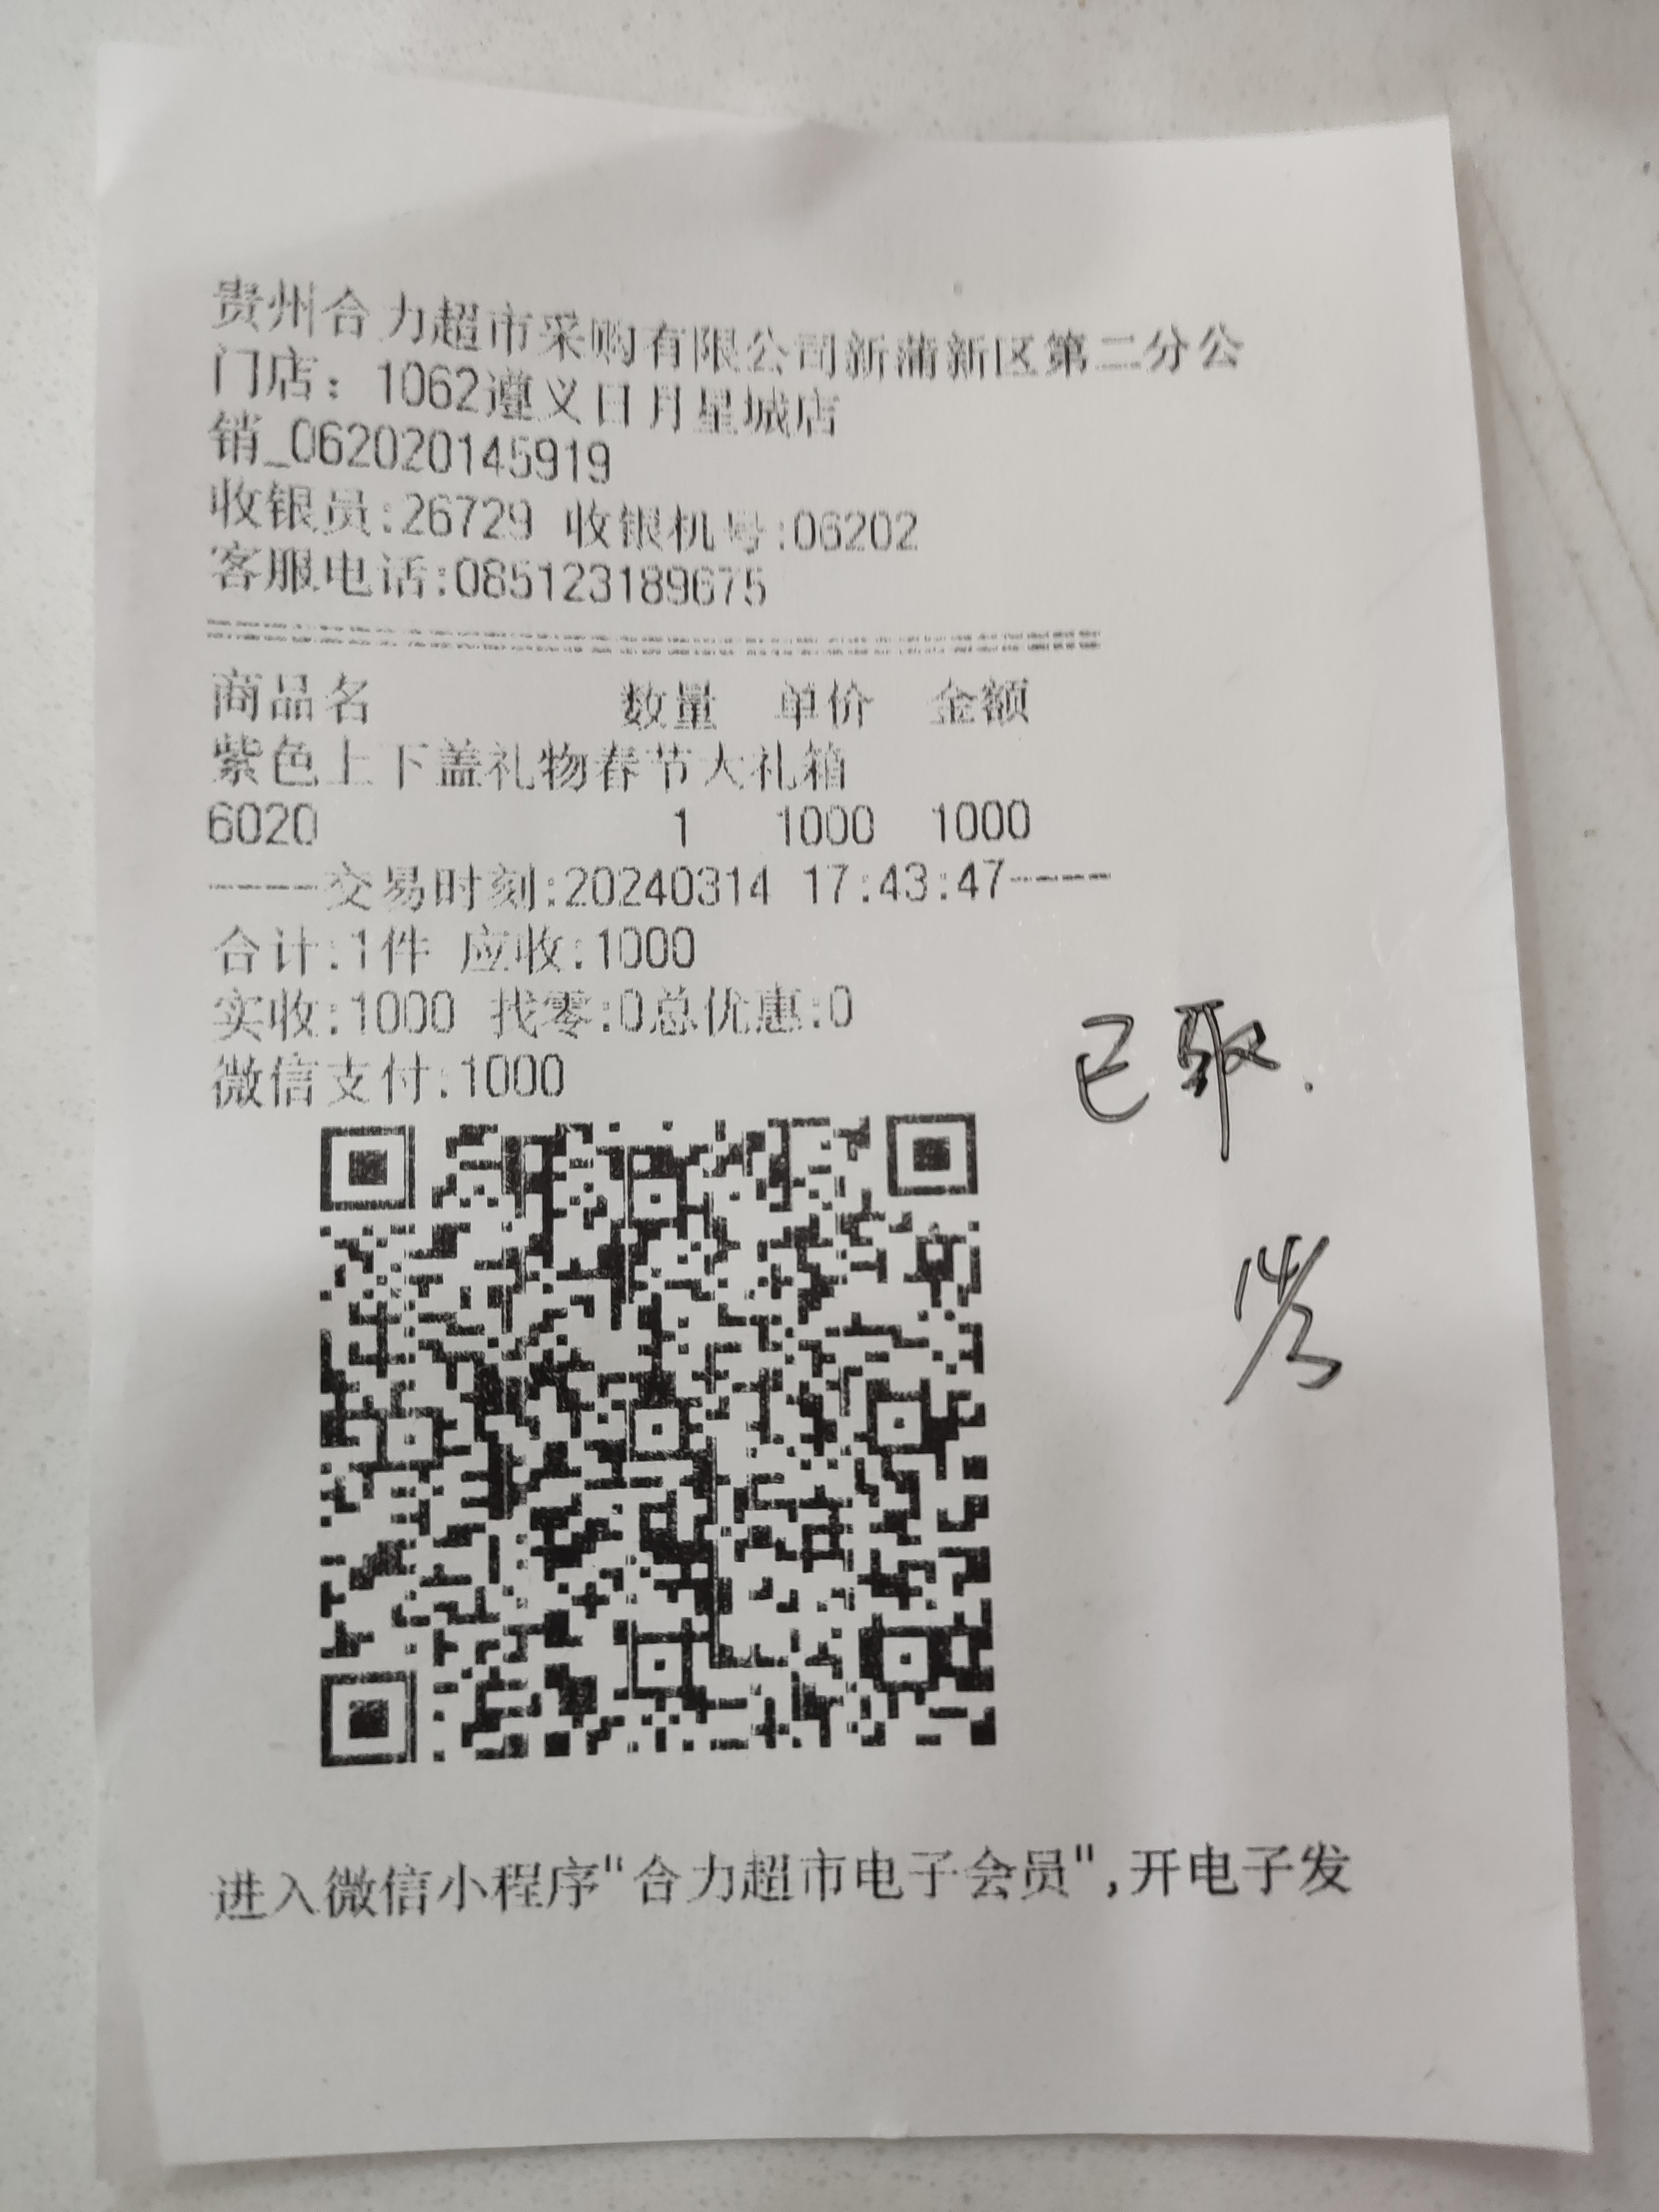 贵州合力超市采购有限公司新蒲新区第二分公
门店：1062遵义日月星城店
销_062020145919
收银员:26729 收银机号:06202
客服电话:085123189675
商品名 数量 单价 金额
紫色上下盖礼物春节大礼箱
6020 1 1000 1000
----交易时刻:20240314 17:43:47----
合计:1件 应收:1000
实收:1000 找零:0总优惠:0
微信支付:1000
已取.
14/3
进入微信小程序"合力超市电子会员",开电子发